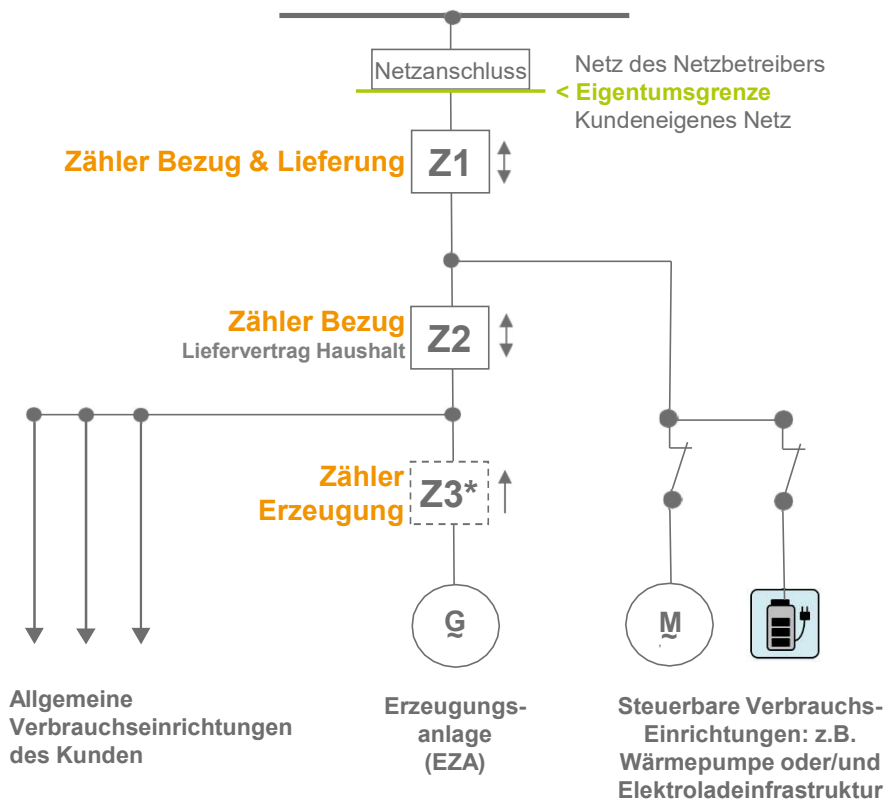 Netzanschluss
Netz des Netzbetreibers
< Eigentumsgrenze
Kundeneigenes Netz
Zähler Bezug & Lieferung
Z1
Zähler Bezug
Liefervertrag Haushalt
Z2
Zähler
Erzeugung
Z3*
G
~
M
~
Allgemeine
Verbrauchseinrichtungen
des Kunden
Erzeugungs-
anlage
(EZA)
Steuerbare Verbrauchs-
Einrichtungen: z.B.
Wärmepumpe oder/und
Elektroladeinfrastruktur